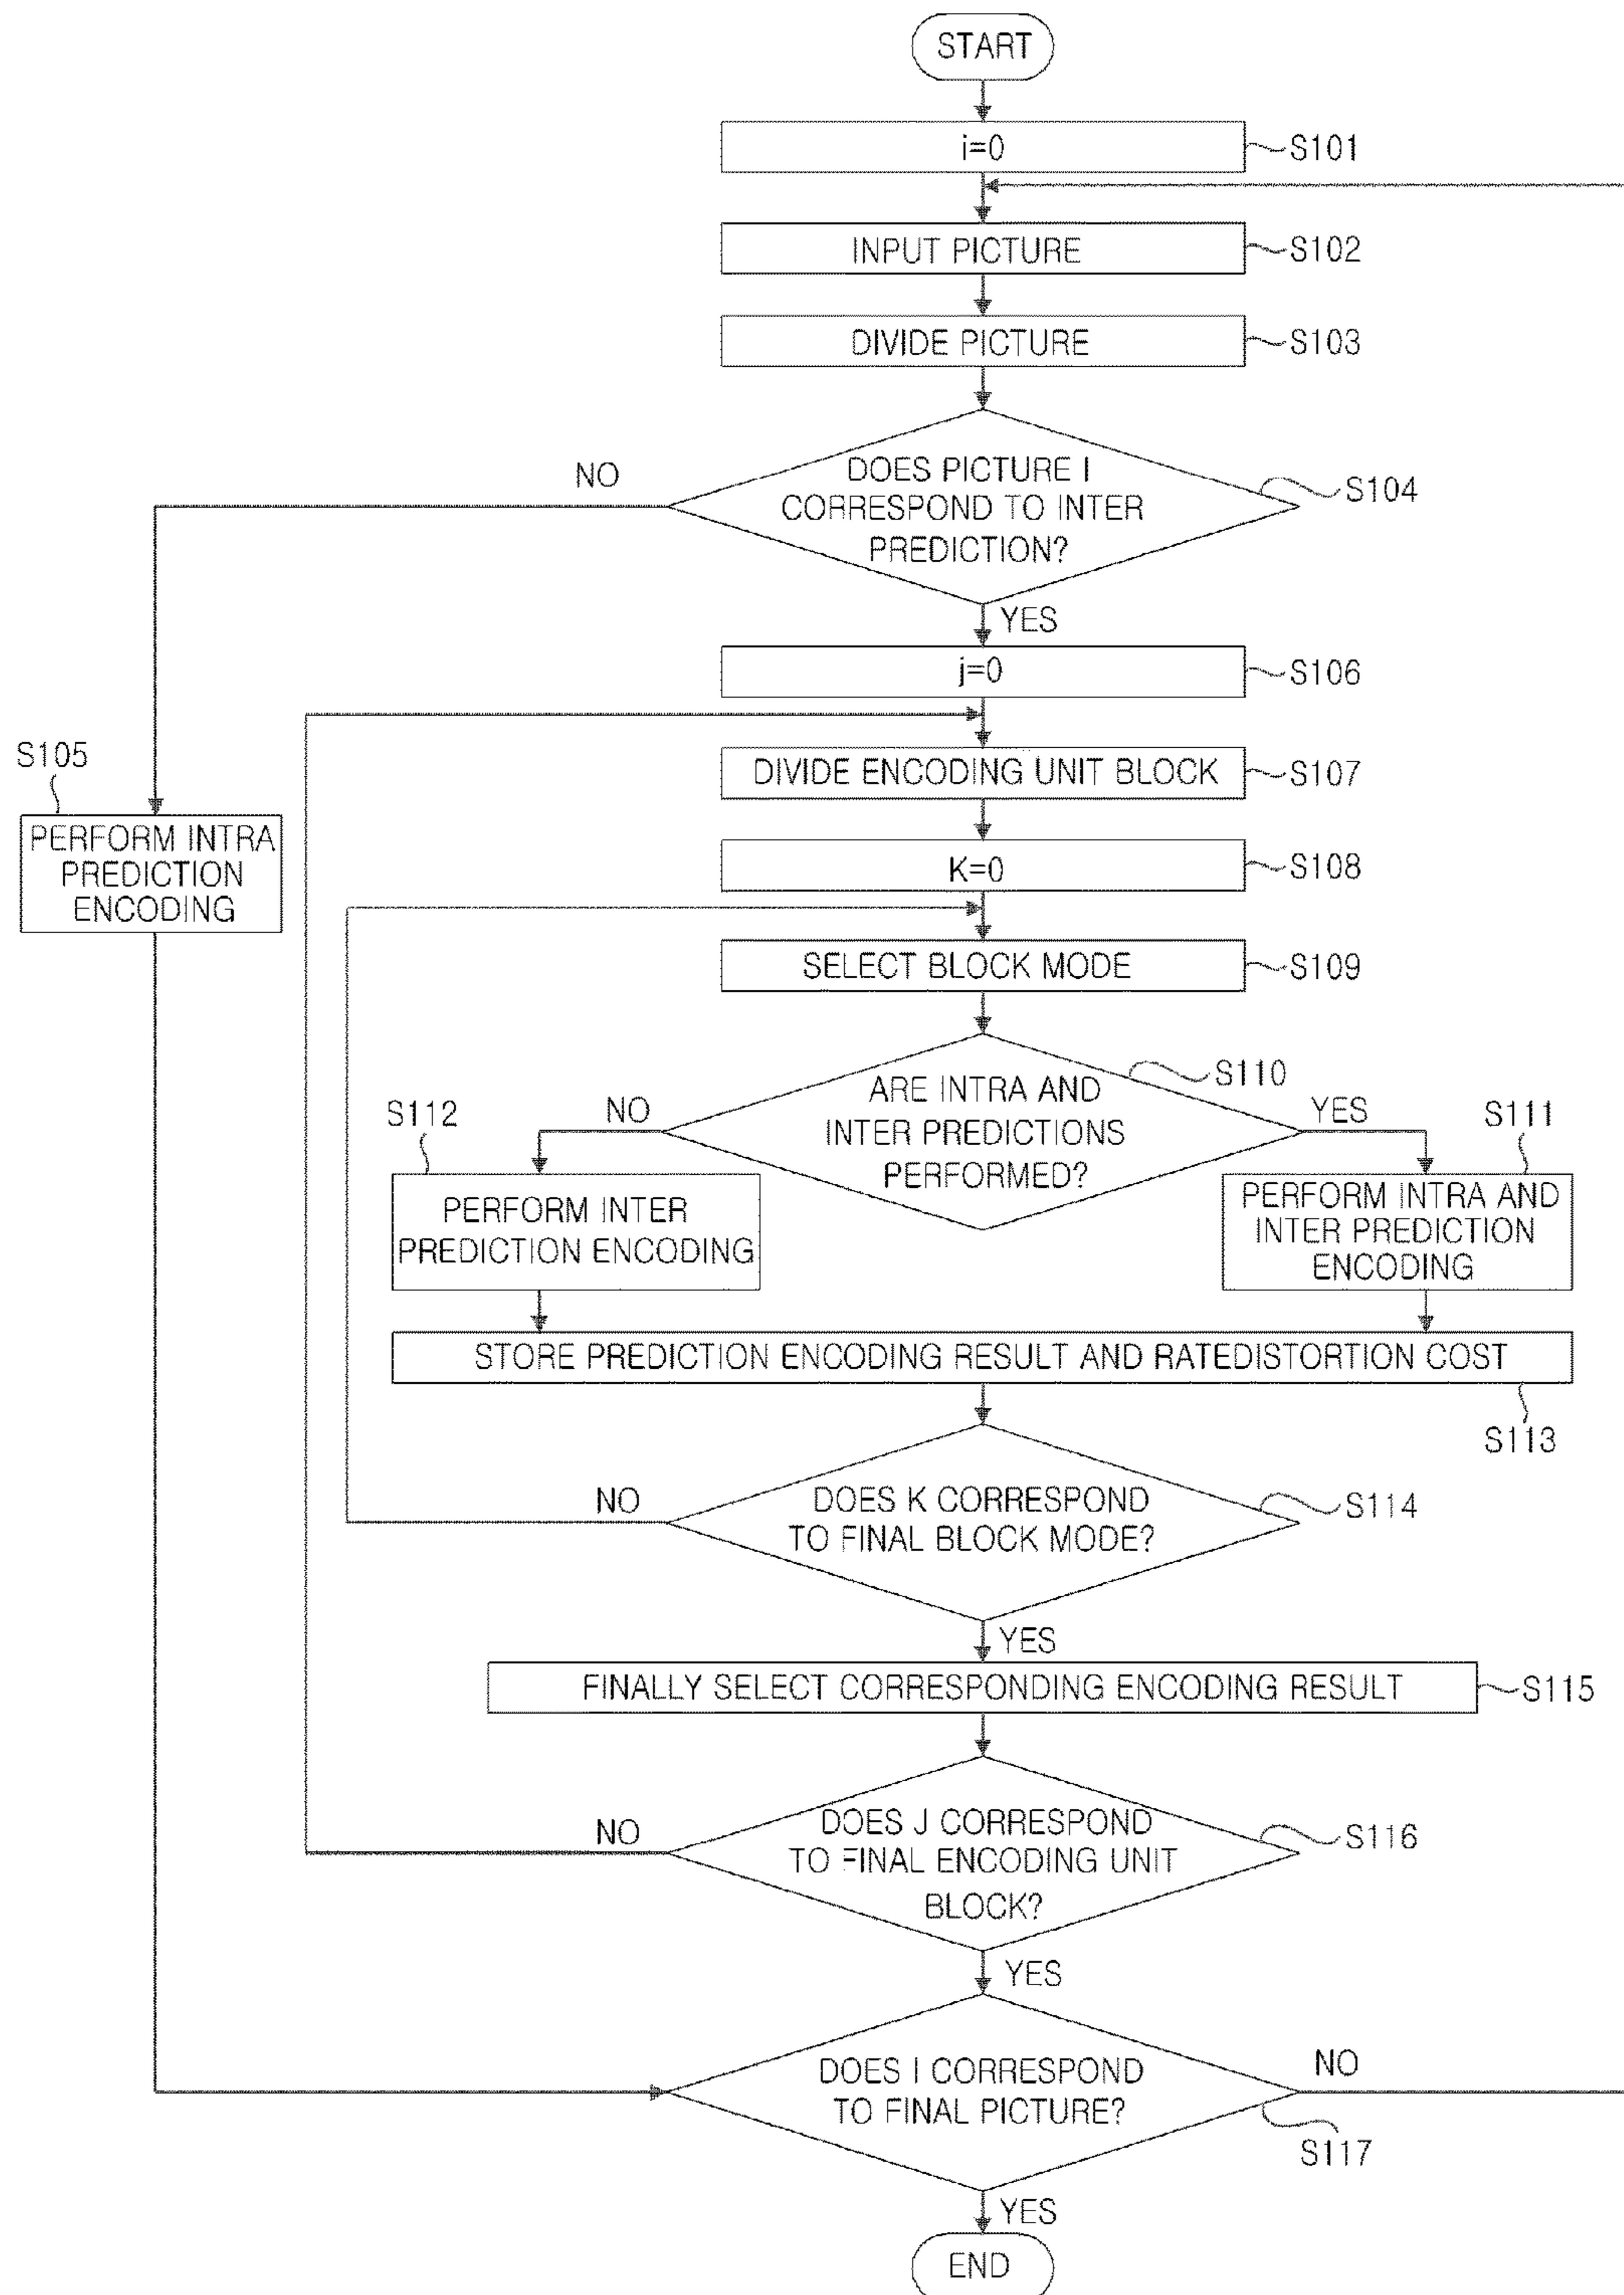 START
i=0
S101
INPUT PICTURE
S102
DIVIDE PICTURE
S103
DOES PICTURE I
CORRESPOND TO INTER
PREDICTION?
S104
NO
YES
j=0
S106
S105
PERFORM INTRA
PREDICTION
ENCODING
DIVIDE ENCODING UNIT BLOCK
S107
K=0
S108
SELECT BLOCK MODE
S109
ARE INTRA AND
INTER PREDICTIONS
PERFORMED?
S110
NO
YES
S112
PERFORM INTER
PREDICTION ENCODING
S111
PERFORM INTRA AND
INTER PREDICTION
ENCODING
STORE PREDICTION ENCODING RESULT AND RATEDISTORTION COST
S113
DOES K CORRESPOND
TO FINAL BLOCK MODE?
S114
NO
YES
FINALLY SELECT CORRESPONDING ENCODING RESULT
S115
DOES J CORRESPOND
TO FINAL ENCODING UNIT
BLOCK?
S116
NO
YES
DOES I CORRESPOND
TO FINAL PICTURE?
NO
S117
YES
END